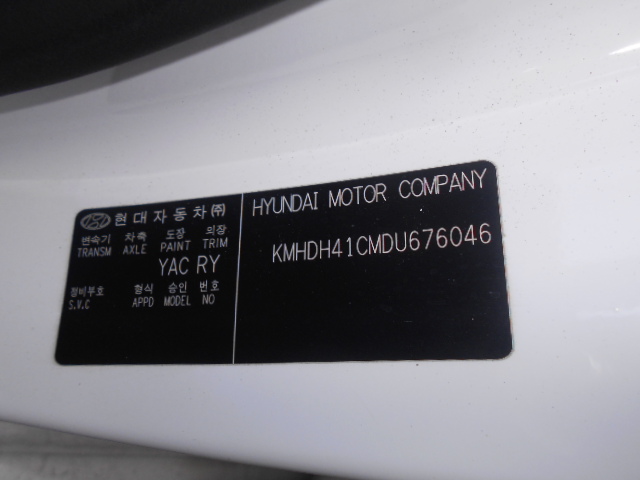 현대자동차㈜
변속기 차축 도장 의장
TRANSM AXLE PAINT TRIM
YAC RY
정비부호 형식 승인 번호
S.V.C APPD MODEL NO
HYUNDAI MOTOR COMPANY
KMHDH41CMDU676046